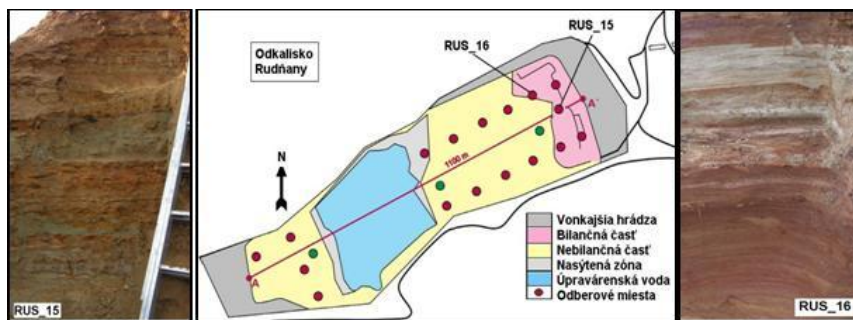 RUS_15
Odkalisko
Rudňany
RUS_15
RUS_16
N
1100 m
A
A'
Vonkajšia hrádza
Bilančná časť
Nebilančná časť
Nasýtená zóna
Úpravárenská voda
Odberové miesta
RUS_16